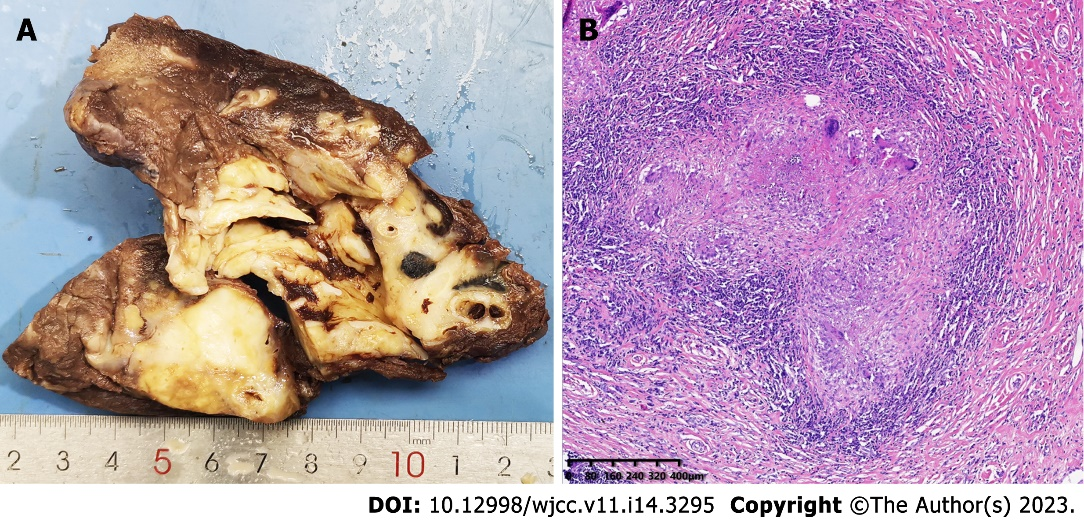 A
B
2 3 4 5 6 7 8 9 10 1 2
mm
0 80 160 240 320 400μm
DOI: 10.12998/wjcc.v11.i14.3295 Copyright ©The Author(s) 2023.